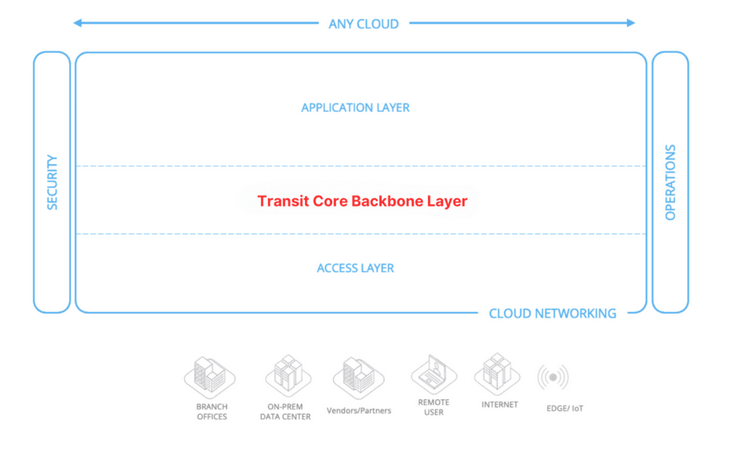 ANY CLOUD
APPLICATION LAYER
SECURITY
Transit Core Backbone Layer
OPERATIONS
ACCESS LAYER
CLOUD NETWORKING
BRANCH
OFFICES
ON-PREM
DATA CENTER
Vendors/Partners
REMOTE
USER
INTERNET
EDGE/ IoT